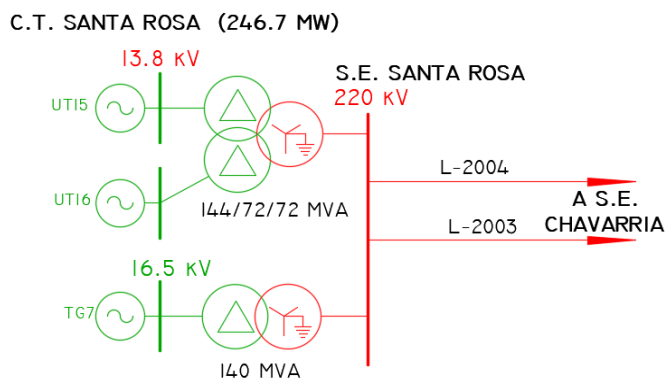 C.T. SANTA ROSA (246.7 MW)
13.8 KV
S.E. SANTA ROSA
220 KV
UTI5
UTI6
144/72/72 MVA
L-2004
A S.E.
CHAVARRIA
L-2003
16.5 KV
TG7
140 MVA